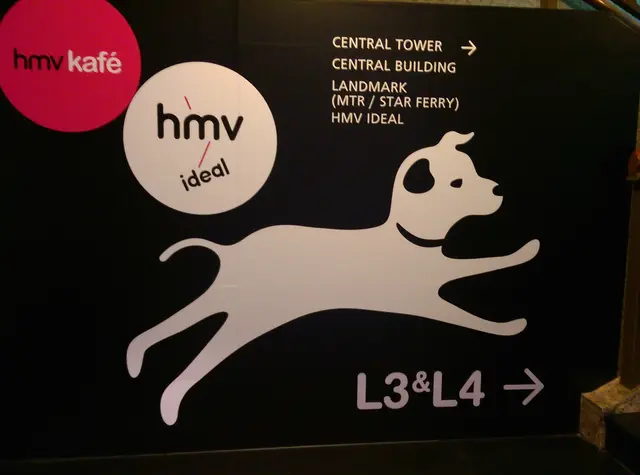 hmv kafé
hmv
ideal
CENTRAL TOWER →
CENTRAL BUILDING
LANDMARK
(MTR / STAR FERRY)
HMV IDEAL
L3&L4 →